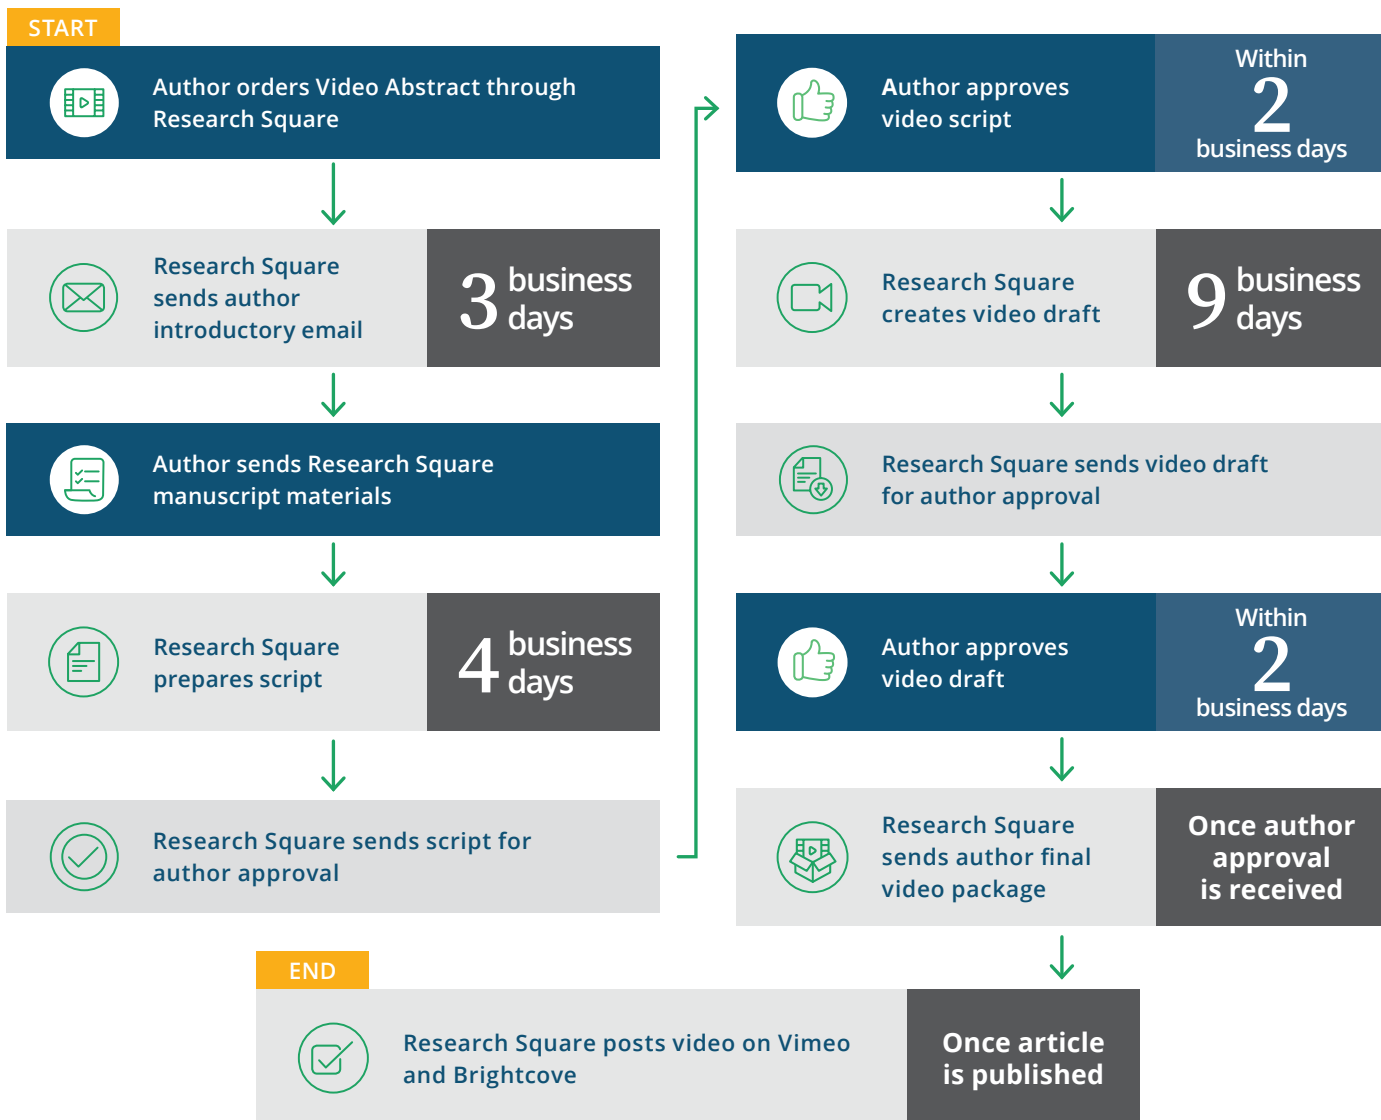 START
Author orders Video Abstract through
Research Square
Research Square
sends author
introductory email
3 business
days
Author sends Research Square
manuscript materials
Research Square
prepares script
4 business
days
Research Square sends script for
author approval
Author approves
video script
Within
2
business days
Research Square
creates video draft
9 business
days
Research Square sends video draft
for author approval
Author approves
video draft
Within
2
business days
Research Square
sends author final
video package
Once author
approval
is received
END
Research Square posts video on Vimeo
and Brightcove
Once article
is published